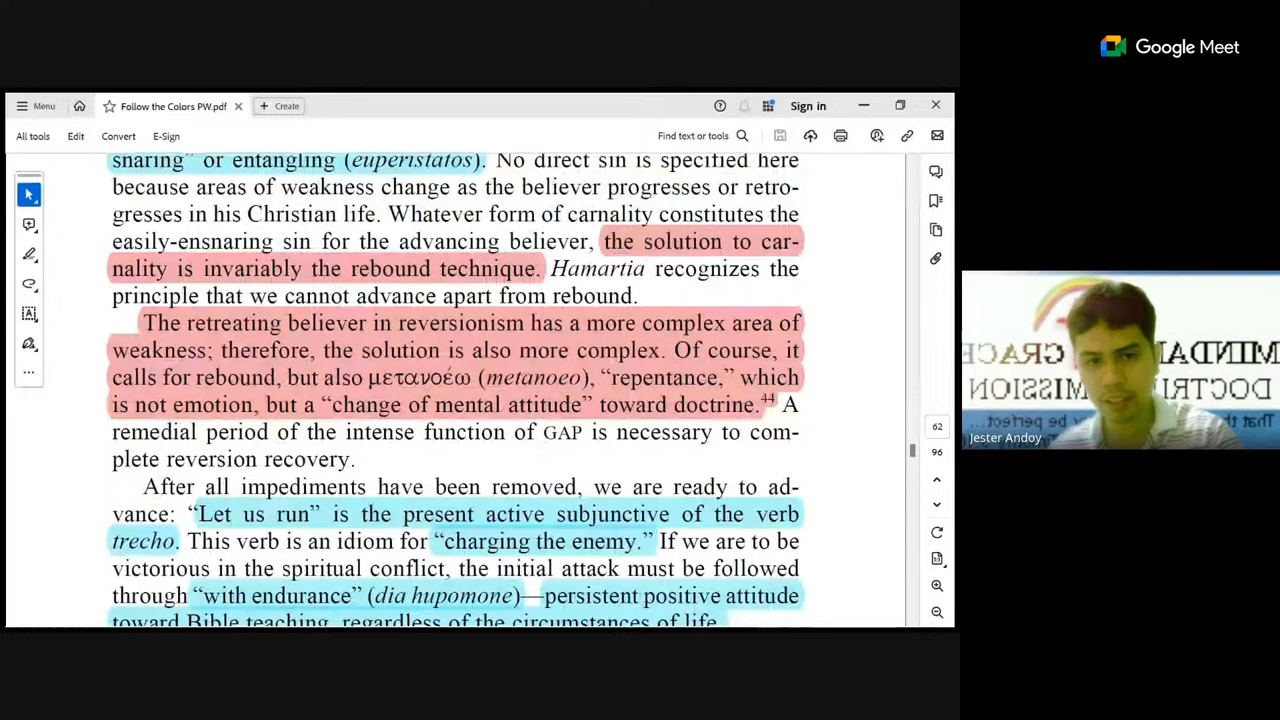 Google Meet
Menu
Follow the Colors PW.pdf
Create
Sign in
All tools
Edit
Convert
E-Sign
Find text or tools
snaring” or entangling (euperistatos). No direct sin is specified here
because areas of weakness change as the believer progresses or retro-
gresses in his Christian life. Whatever form of carnality constitutes the
easily-ensnaring sin for the advancing believer, the solution to car-
nality is invariably the rebound technique. Hamartia recognizes the
principle that we cannot advance apart from rebound.
The retreating believer in reversionism has a more complex area of
weakness; therefore, the solution is also more complex. Of course, it
calls for rebound, but also μετανοέω (metanoeo), “repentance,” which
is not emotion, but a “change of mental attitude” toward doctrine.44 A
remedial period of the intense function of GAP is necessary to com-
plete reversion recovery.
After all impediments have been removed, we are ready to ad-
vance: “Let us run” is the present active subjunctive of the verb
trecho. This verb is an idiom for “charging the enemy.” If we are to be
victorious in the spiritual conflict, the initial attack must be followed
through “with endurance” (dia hupomone)—persistent positive attitude
toward Bible teaching, regardless of the circumstances of life.
62
96
MINDA
GRACE
DOCTRI
MISSION
That
be perfect...
Jester Andoy